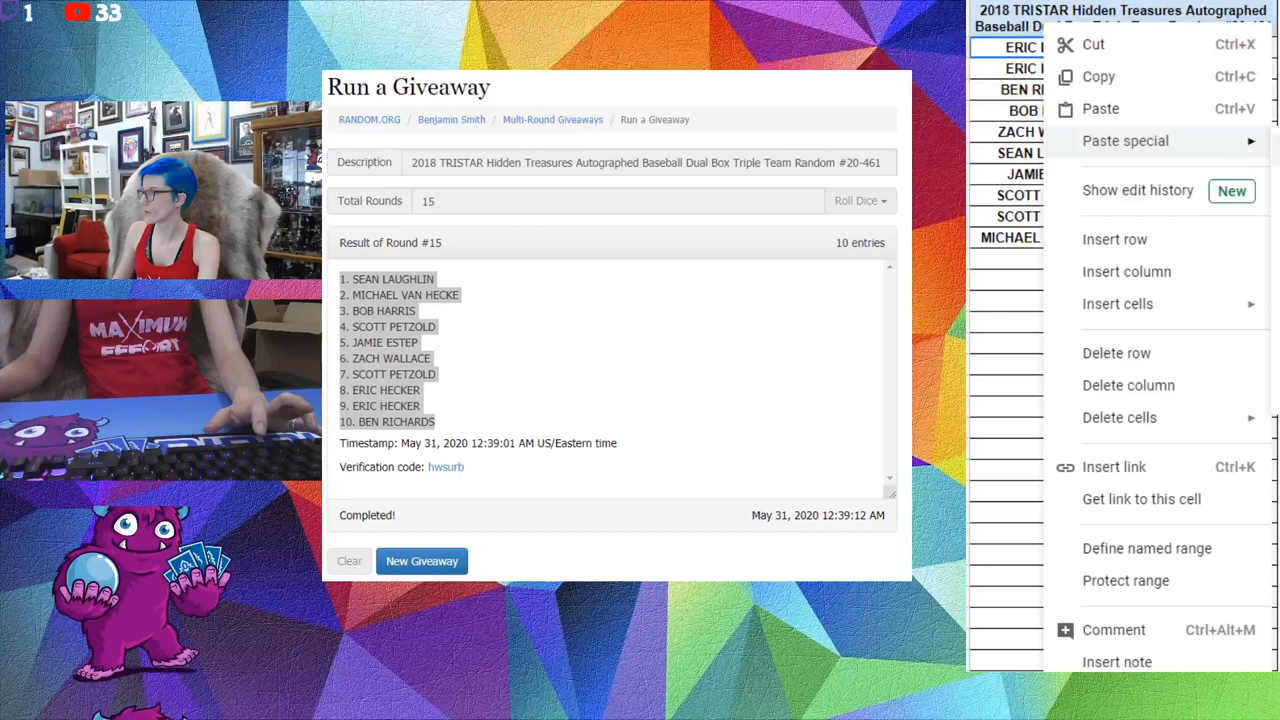 1 33
Run a Giveaway
RANDOM.ORG / Benjamin Smith / Multi-Round Giveaways / Run a Giveaway
Description 2018 TRISTAR Hidden Treasures Autographed Baseball Dual Box Triple Team Random #20-461
Total Rounds 15 Roll Dice
Result of Round #15 10 entries
1. SEAN LAUGHLIN
2. MICHAEL VAN HECKE
3. BOB HARRIS
4. SCOTT PETZOLD
5. JAMIE ESTEP
6. ZACH WALLACE
7. SCOTT PETZOLD
8. ERIC HECKER
9. ERIC HECKER
10. BEN RICHARDS
Timestamp: May 31, 2020 12:39:01 AM US/Eastern time
Verification code: hwsurb
Completed! May 31, 2020 12:39:12 AM
Clear New Giveaway
MAXIMUM
EFFORT
2018 TRISTAR Hidden Treasures Autographed
Baseball
ERIC
ERIC
BEN
BOB
ZACH
SEAN
JAMIE
SCOTT
SCOTT
MICHAEL
Cut Ctrl+X
Copy Ctrl+C
Paste Ctrl+V
Paste special
Show edit history New
Insert row
Insert column
Insert cells
Delete row
Delete column
Delete cells
Insert link Ctrl+K
Get link to this cell
Define named range
Protect range
Comment Ctrl+Alt+M
Insert note